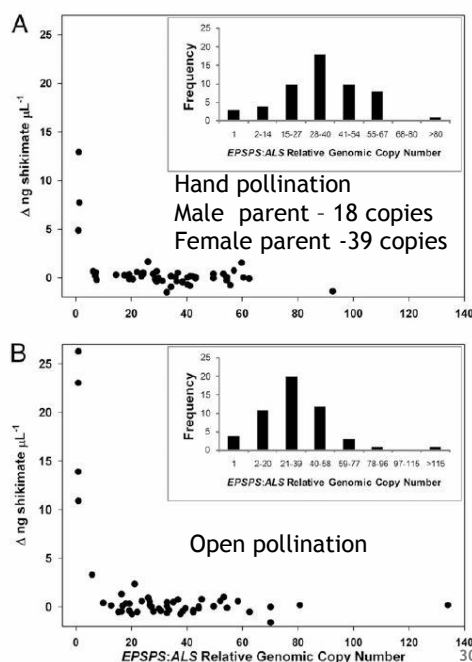 A
25
20
15
10
5
0
Δ ng shikimate µL-1
0 20 40 60 80 100 120 140
25
20
15
10
5
0
Frequency
1 2-14 15-27 28-40 41-54 55-67 68-80 >80
EPSPS:ALS Relative Genomic Copy Number
Hand pollination
Male parent – 18 copies
Female parent -39 copies
B
25
20
15
10
5
0
Δ ng shikimate µL-1
25
20
15
10
5
0
Frequency
1 2-20 21-39 40-58 59-77 78-96 97-115 >115
EPSPS:ALS Relative Genomic Copy Number
Open pollination
0 20 40 60 80 100 120 140
EPSPS:ALS Relative Genomic Copy Number
30